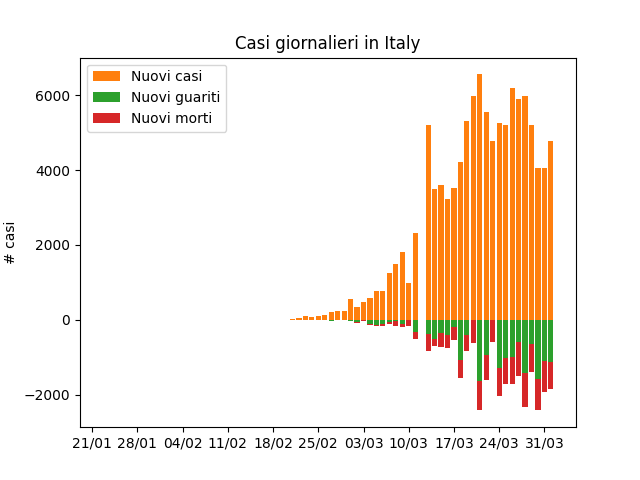 Casi giornalieri in Italy
Nuovi casi
Nuovi guariti
Nuovi morti
# casi
6000
4000
2000
0
−2000
21/01 28/01 04/02 11/02 18/02 25/02 03/03 10/03 17/03 24/03 31/03